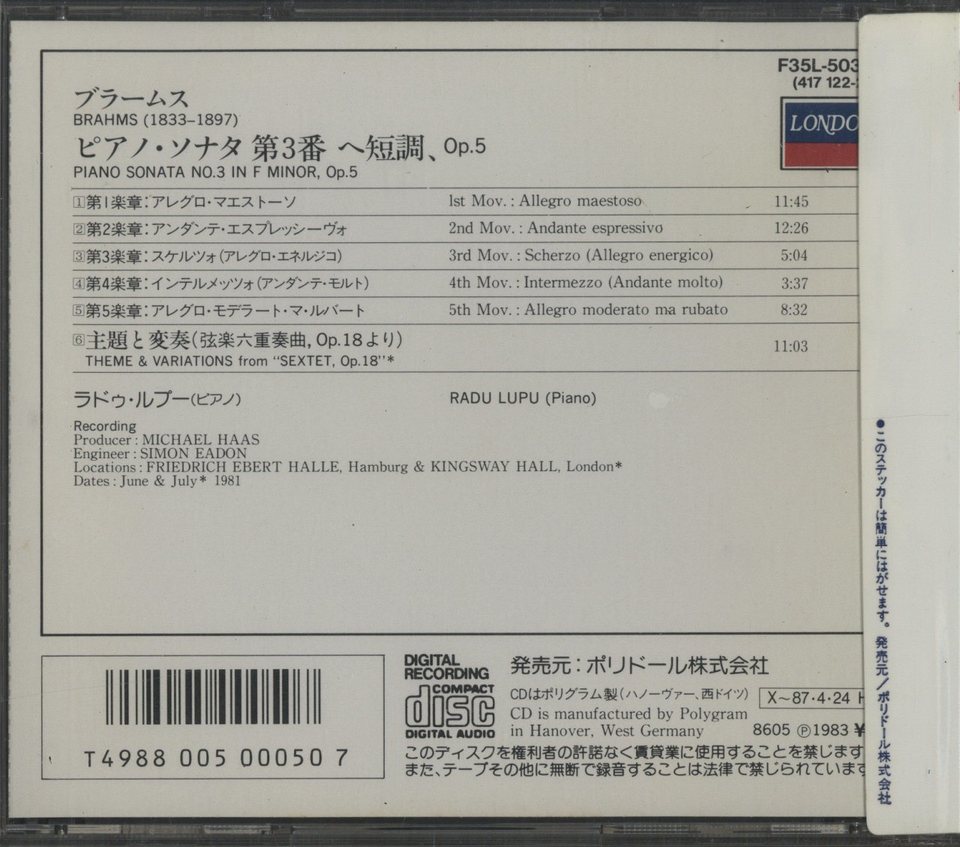 F35L-503
(417 122-
LONDO
ブラームス
BRAHMS (1833–1897)
ピアノ・ソナタ 第3番 ヘ短調、Op.5
PIANO SONATA NO.3 IN F MINOR, Op.5
1 第1楽章：アレグロ・マエストーソ 1st Mov. : Allegro maestoso 11:45
2 第2楽章：アンダンテ・エスプレッシーヴォ 2nd Mov. : Andante espressivo 12:26
3 第3楽章：スケルツォ（アレグロ・エネルジコ） 3rd Mov. : Scherzo (Allegro energico) 5:04
4 第4楽章：インテルメッツォ（アンダンテ・モルト） 4th Mov. : Intermezzo (Andante molto) 3:37
5 第5楽章：アレグロ・モデラート・マ・ルバート 5th Mov. : Allegro moderato ma rubato 8:32
6 主題と変奏（弦楽六重奏曲, Op.18より） 11:03
THEME & VARIATIONS from “SEXTET, Op.18”*
ラドゥ・ルプー（ピアノ） RADU LUPU (Piano)
Recording
Producer : MICHAEL HAAS
Engineer : SIMON EADON
Locations : FRIEDRICH EBERT HALLE, Hamburg & KINGSWAY HALL, London*
Dates : June & July* 1981
T4988 005 00050 7
DIGITAL
RECORDING
COMPACT
disc
DIGITAL AUDIO
発売元：ポリドール株式会社
CDはポリグラム製（ハノーヴァー、西ドイツ） X〜87・4・24
CD is manufactured by Polygram
in Hanover, West Germany 8605 Ⓟ1983 ¥
このディスクを権利者の許諾なく賃貸業に使用することを禁じます
また、テープその他に無断で録音することは法律で禁じられています
●このステッカーは簡単にはがせます。発売元／ポリドール株式会社